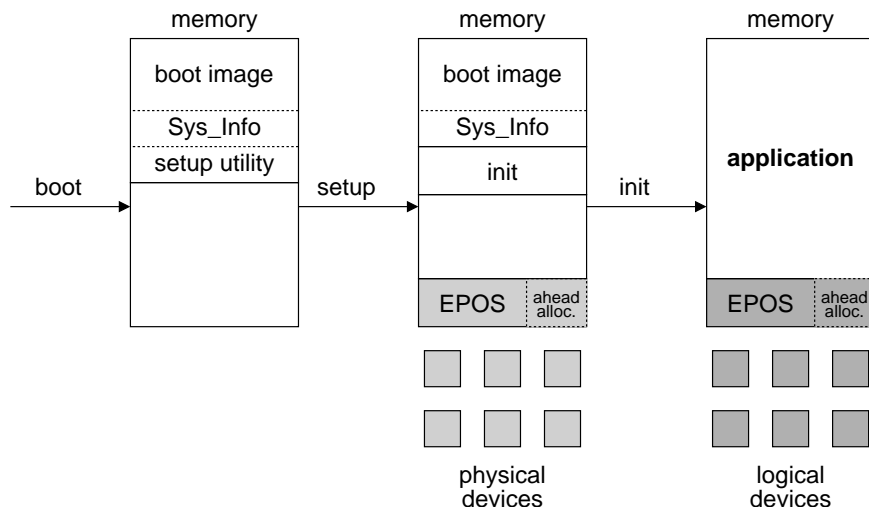 memory
boot image
Sys_Info
setup utility
boot
setup
memory
boot image
Sys_Info
init
EPOS
ahead
alloc.
physical
devices
init
memory
application
EPOS
ahead
alloc.
logical
devices